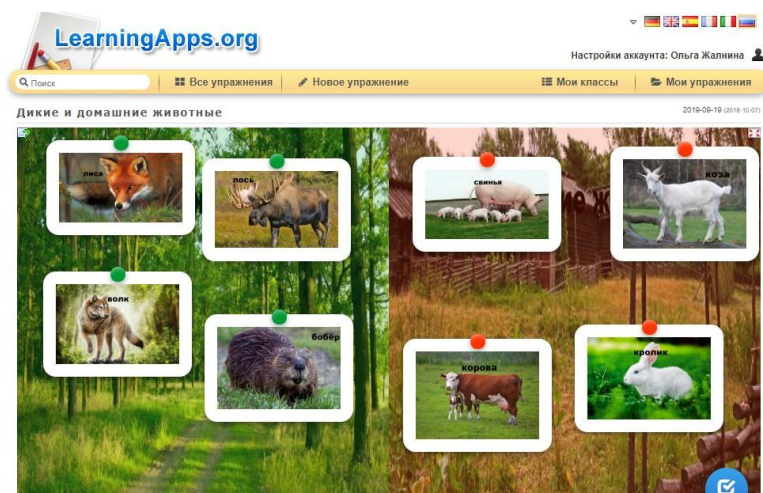 LearningApps.org
Настройки аккаунта: Ольга Жалнина
Поиск
Все упражнения
Новое упражнение
Мои классы
Мои упражнения
Дикие и домашние животные
2019-09-19 (2018-10-07)
лиса
лось
свинья
коза
волк
бобёр
корова
кролик